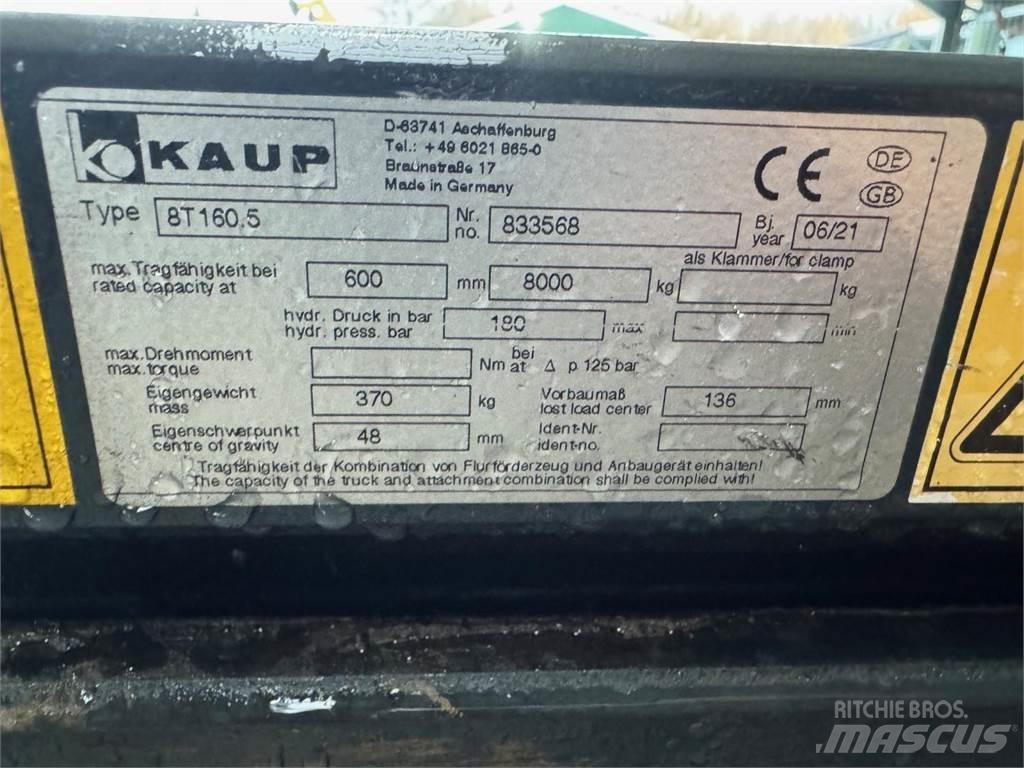 KAUP
D-63741 Aschaffenburg
Tel.: +49 6021 865-0
Braunstraße 17
Made in Germany
CE
DE
GB
Type 8T160.5 Nr. no. 833568 Bj. year 06/21
als Klammer/for clamp
max. Tragfähigkeit bei
rated capacity at 600 mm 8000 kg kg
hydr. Druck in bar
hydr. press. bar 180 max min
max. Drehmoment
max. torque Nm bei at Δ p 125 bar
Eigengewicht
mass 370 kg Vorbaumaß
lost load center 136 mm
Eigenschwerpunkt
centre of gravity 48 mm Ident-Nr.
ident-no.
Tragfähigkeit der Kombination von Flurförderzeug und Anbaugerät einhalten!
The capacity of the truck and attachment combination shall be complied with!
RITCHIE BROS.
MASCUS